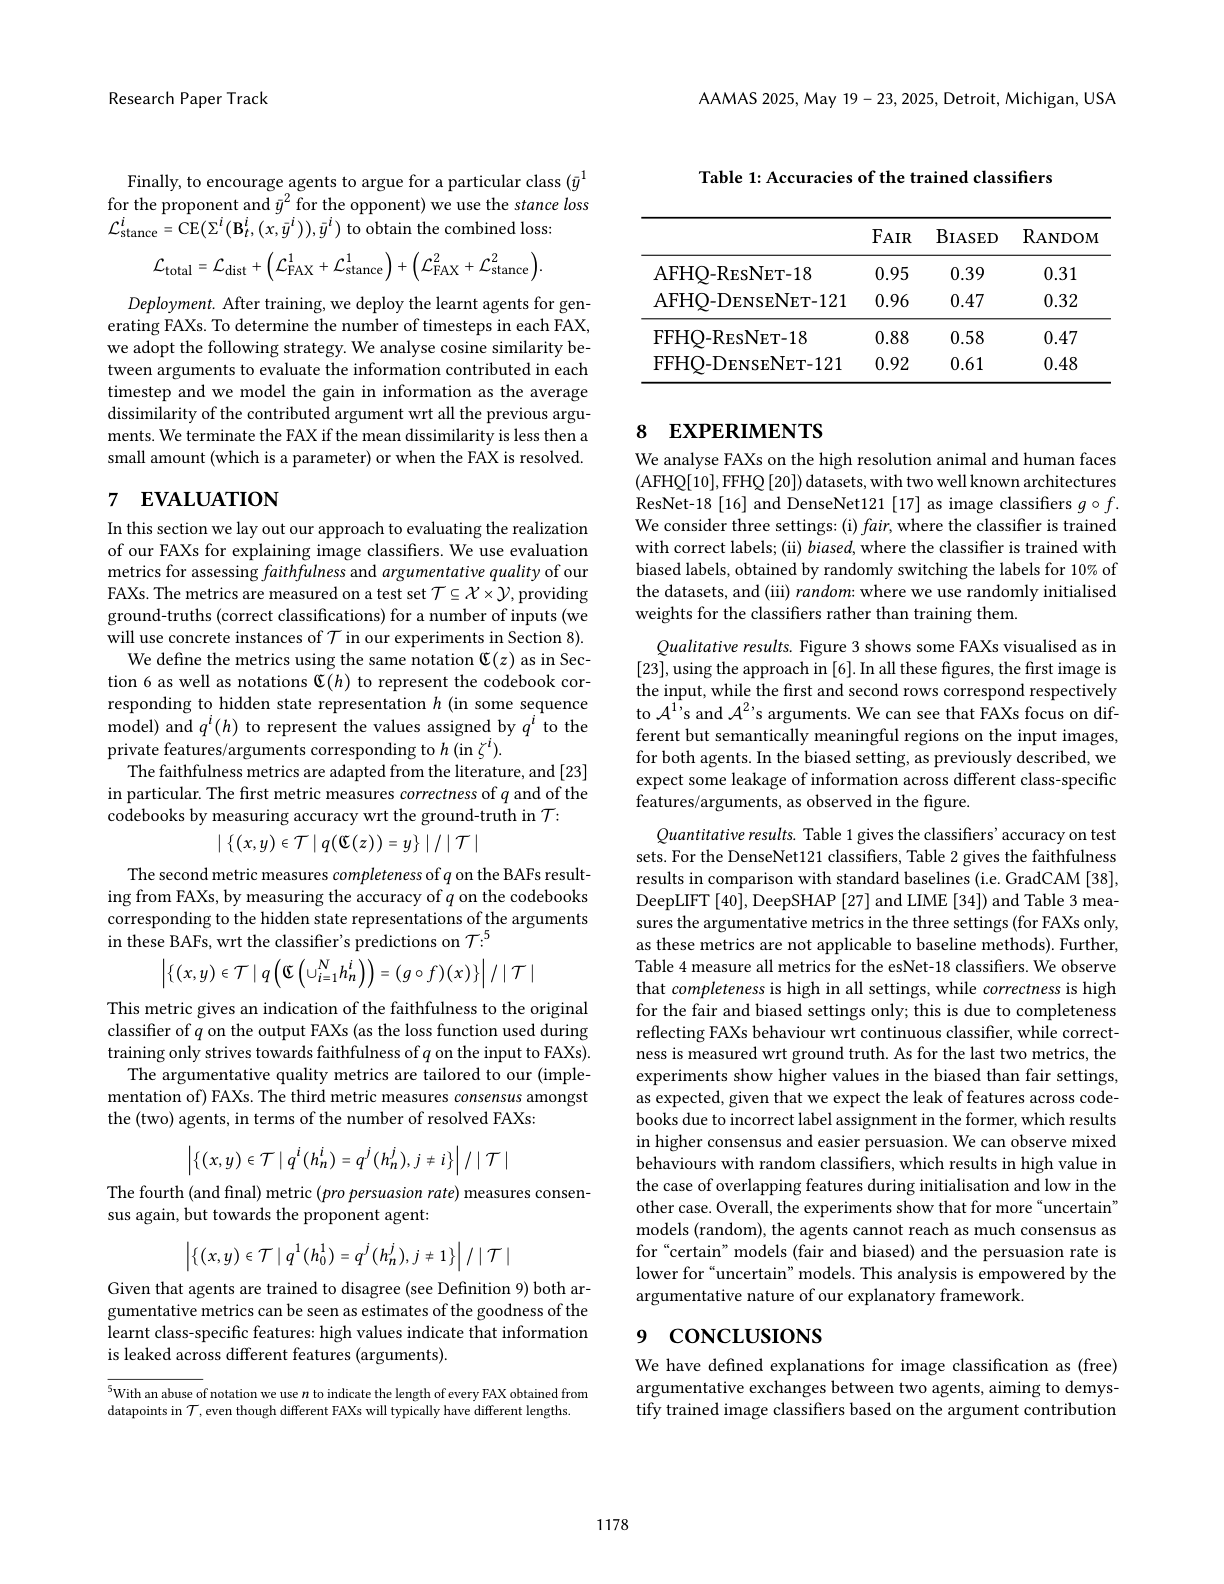 Research Paper Track
AAMAS 2025, May 19 – 23, 2025, Detroit, Michigan, USA
Finally, to encourage agents to argue for a particular class (ȳ¹
for the proponent and ȳ² for the opponent) we use the stance loss
ℒⁱ_stance = CE(Σⁱ(𝐁ⁱ_t, (x, ȳⁱ)), ȳⁱ) to obtain the combined loss:
ℒ_total = ℒ_dist + (ℒ¹_FAX + ℒ¹_stance) + (ℒ²_FAX + ℒ²_stance).
Deployment. After training, we deploy the learnt agents for gen-
erating FAXs. To determine the number of timesteps in each FAX,
we adopt the following strategy. We analyse cosine similarity be-
tween arguments to evaluate the information contributed in each
timestep and we model the gain in information as the average
dissimilarity of the contributed argument wrt all the previous argu-
ments. We terminate the FAX if the mean dissimilarity is less then a
small amount (which is a parameter) or when the FAX is resolved.
7 EVALUATION
In this section we lay out our approach to evaluating the realization
of our FAXs for explaining image classifiers. We use evaluation
metrics for assessing faithfulness and argumentative quality of our
FAXs. The metrics are measured on a test set 𝒯 ⊆ 𝒳 × 𝒴, providing
ground-truths (correct classifications) for a number of inputs (we
will use concrete instances of 𝒯 in our experiments in Section 8).
We define the metrics using the same notation ℭ(z) as in Sec-
tion 6 as well as notations ℭ(h) to represent the codebook cor-
responding to hidden state representation h (in some sequence
model) and qⁱ(h) to represent the values assigned by qⁱ to the
private features/arguments corresponding to h (in ζⁱ).
The faithfulness metrics are adapted from the literature, and [23]
in particular. The first metric measures correctness of q and of the
codebooks by measuring accuracy wrt the ground-truth in 𝒯:
| {(x, y) ∈ 𝒯 | q(ℭ(z)) = y} | / | 𝒯 |
The second metric measures completeness of q on the BAFs result-
ing from FAXs, by measuring the accuracy of q on the codebooks
corresponding to the hidden state representations of the arguments
in these BAFs, wrt the classifier's predictions on 𝒯:⁵
|{(x, y) ∈ 𝒯 | q (ℭ (∪ᴺ_{i=1} hⁱ_n)) = (g ∘ f)(x)}| / | 𝒯 |
This metric gives an indication of the faithfulness to the original
classifier of q on the output FAXs (as the loss function used during
training only strives towards faithfulness of q on the input to FAXs).
The argumentative quality metrics are tailored to our (imple-
mentation of) FAXs. The third metric measures consensus amongst
the (two) agents, in terms of the number of resolved FAXs:
|{(x, y) ∈ 𝒯 | qⁱ(hⁱ_n) = qʲ(hʲ_n), j ≠ i}| / | 𝒯 |
The fourth (and final) metric (pro persuasion rate) measures consen-
sus again, but towards the proponent agent:
|{(x, y) ∈ 𝒯 | q¹(h¹_0) = qʲ(hʲ_n), j ≠ 1}| / | 𝒯 |
Given that agents are trained to disagree (see Definition 9) both ar-
gumentative metrics can be seen as estimates of the goodness of the
learnt class-specific features: high values indicate that information
is leaked across different features (arguments).
⁵With an abuse of notation we use n to indicate the length of every FAX obtained from
datapoints in 𝒯, even though different FAXs will typically have different lengths.
Table 1: Accuracies of the trained classifiers
Fair Biased Random
AFHQ-ResNet-18 0.95 0.39 0.31
AFHQ-DenseNet-121 0.96 0.47 0.32
FFHQ-ResNet-18 0.88 0.58 0.47
FFHQ-DenseNet-121 0.92 0.61 0.48
8 EXPERIMENTS
We analyse FAXs on the high resolution animal and human faces
(AFHQ[10], FFHQ [20]) datasets, with two well known architectures
ResNet-18 [16] and DenseNet121 [17] as image classifiers g ∘ f.
We consider three settings: (i) fair, where the classifier is trained
with correct labels; (ii) biased, where the classifier is trained with
biased labels, obtained by randomly switching the labels for 10% of
the datasets, and (iii) random: where we use randomly initialised
weights for the classifiers rather than training them.
Qualitative results. Figure 3 shows some FAXs visualised as in
[23], using the approach in [6]. In all these figures, the first image is
the input, while the first and second rows correspond respectively
to 𝒜¹'s and 𝒜²'s arguments. We can see that FAXs focus on dif-
ferent but semantically meaningful regions on the input images,
for both agents. In the biased setting, as previously described, we
expect some leakage of information across different class-specific
features/arguments, as observed in the figure.
Quantitative results. Table 1 gives the classifiers' accuracy on test
sets. For the DenseNet121 classifiers, Table 2 gives the faithfulness
results in comparison with standard baselines (i.e. GradCAM [38],
DeepLIFT [40], DeepSHAP [27] and LIME [34]) and Table 3 mea-
sures the argumentative metrics in the three settings (for FAXs only,
as these metrics are not applicable to baseline methods). Further,
Table 4 measure all metrics for the esNet-18 classifiers. We observe
that completeness is high in all settings, while correctness is high
for the fair and biased settings only; this is due to completeness
reflecting FAXs behaviour wrt continuous classifier, while correct-
ness is measured wrt ground truth. As for the last two metrics, the
experiments show higher values in the biased than fair settings,
as expected, given that we expect the leak of features across code-
books due to incorrect label assignment in the former, which results
in higher consensus and easier persuasion. We can observe mixed
behaviours with random classifiers, which results in high value in
the case of overlapping features during initialisation and low in the
other case. Overall, the experiments show that for more “uncertain”
models (random), the agents cannot reach as much consensus as
for “certain” models (fair and biased) and the persuasion rate is
lower for “uncertain” models. This analysis is empowered by the
argumentative nature of our explanatory framework.
9 CONCLUSIONS
We have defined explanations for image classification as (free)
argumentative exchanges between two agents, aiming to demys-
tify trained image classifiers based on the argument contribution
1178